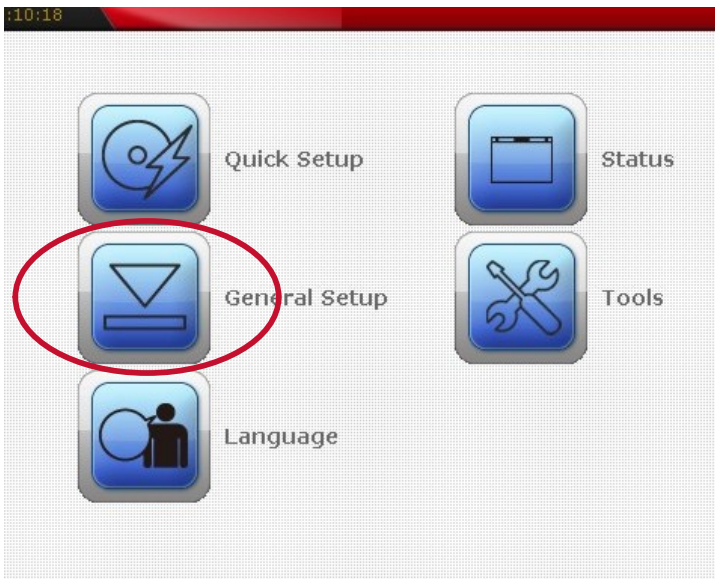 :10:18
Quick Setup
Status
General Setup
Tools
Language